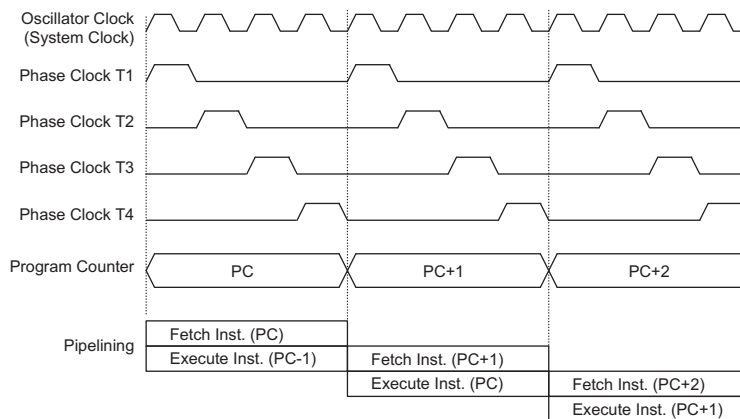 Oscillator Clock
(System Clock)
Phase Clock T1
Phase Clock T2
Phase Clock T3
Phase Clock T4
Program Counter
PC
PC+1
PC+2
Pipelining
Fetch Inst. (PC)
Execute Inst. (PC-1)
Fetch Inst. (PC+1)
Execute Inst. (PC)
Fetch Inst. (PC+2)
Execute Inst. (PC+1)